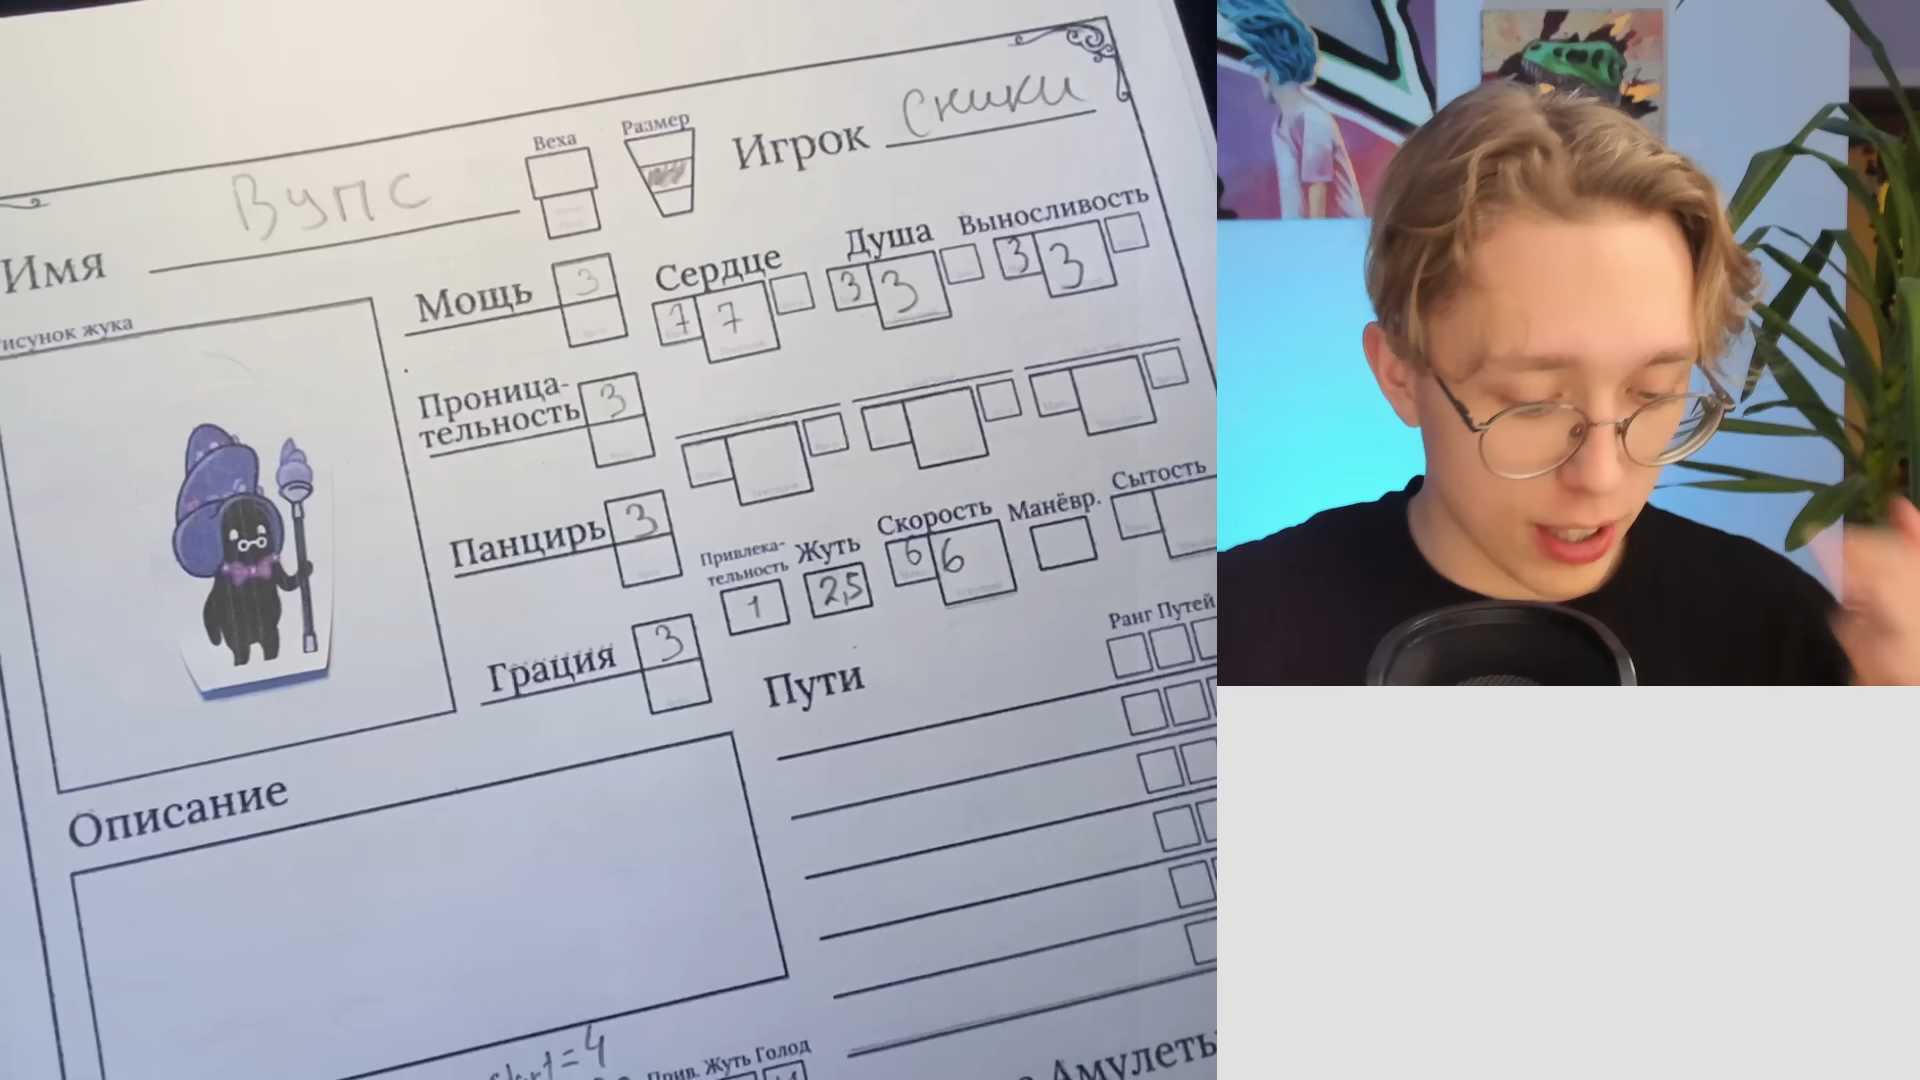 Имя Вупс
Веха
Размер
Игрок Сники
Рисунок жука
Мощь 3
Сердце 7 7
Душа 3 3
Выносливость 3 3
Проница-
тельность 3
Панцирь 3
Привлека-
тельность 1
Жуть 2,5
Скорость 6 6
Манёвр.
Сытость
Грация 3
Пути
Ранг Путей
Описание
=4
Прив. Жуть Голод
Амулеты